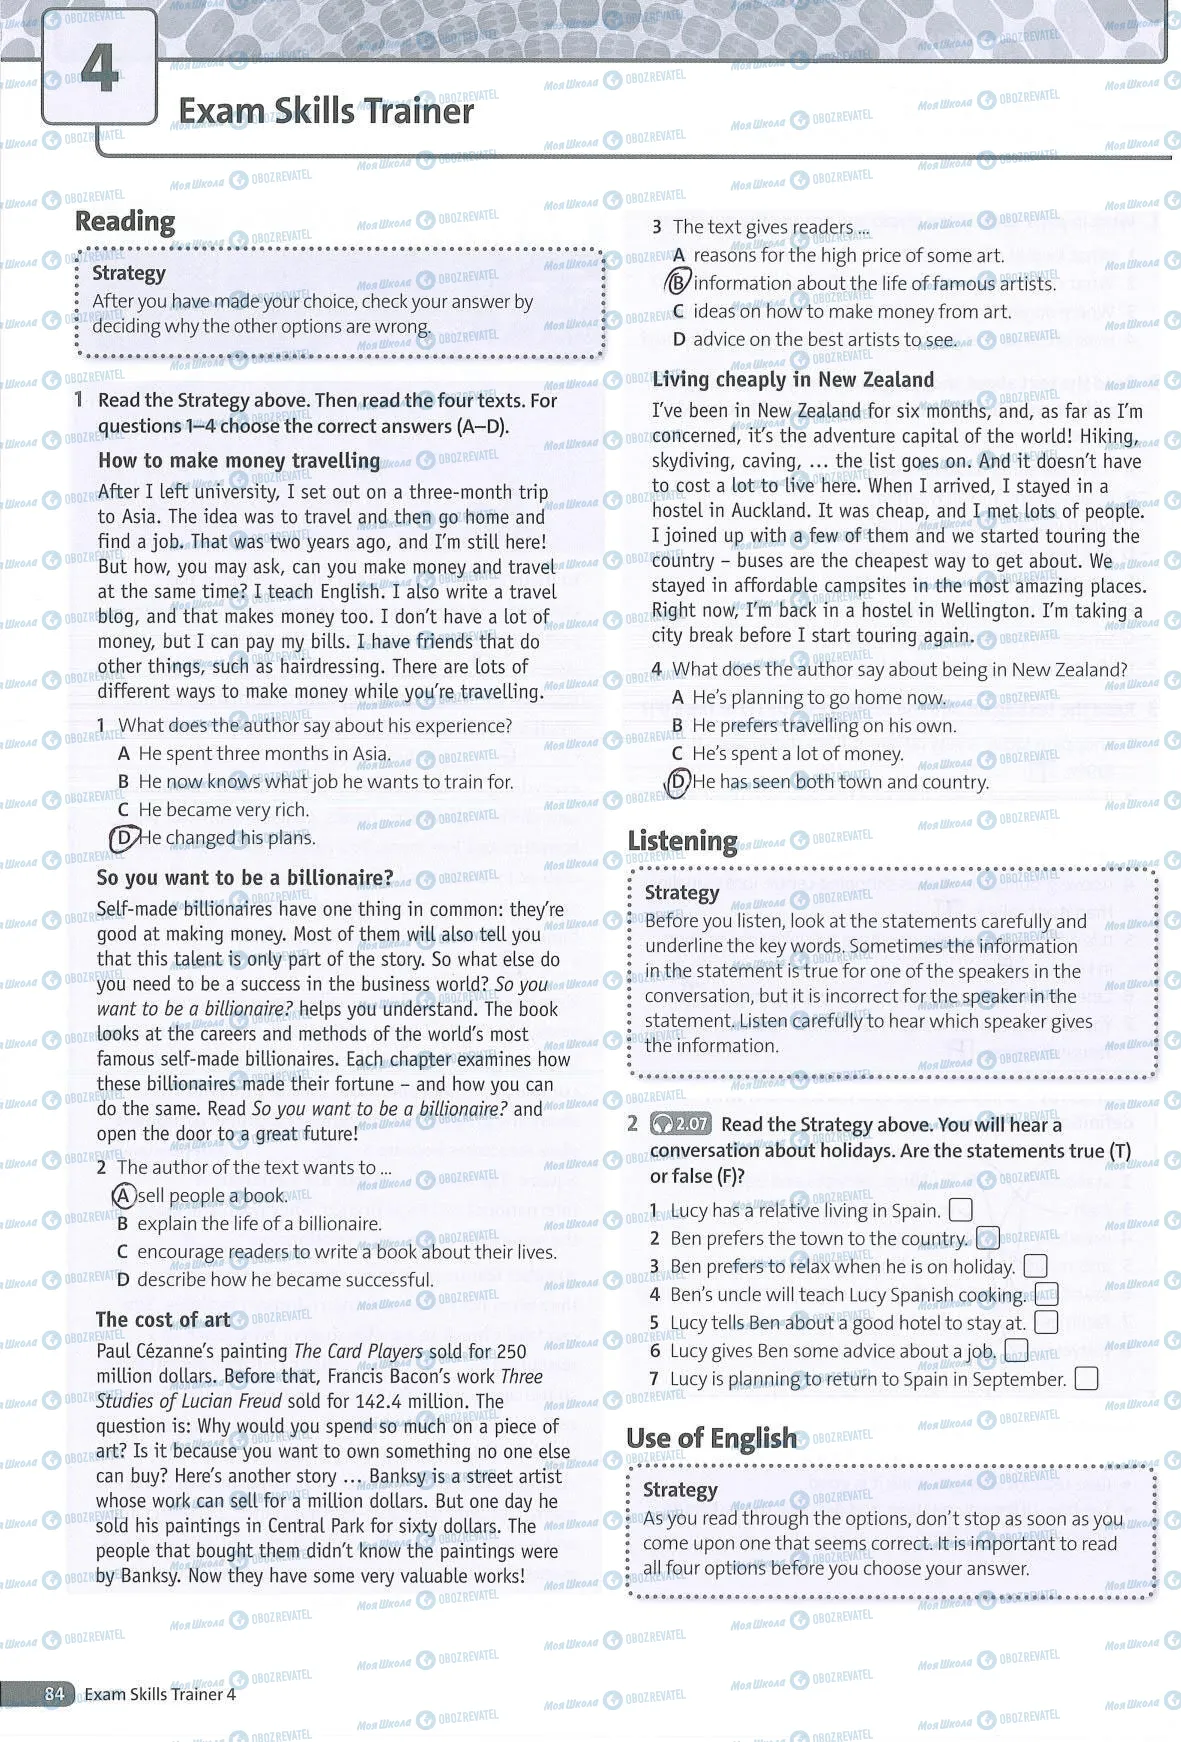 4
Exam Skills Trainer
Reading
Strategy
After you have made your choice, check your answer by
deciding why the other options are wrong.
1 Read the Strategy above. Then read the four texts. For
questions 1–4 choose the correct answers (A–D).
How to make money travelling
After I left university, I set out on a three-month trip
to Asia. The idea was to travel and then go home and
find a job. That was two years ago, and I'm still here!
But how, you may ask, can you make money and travel
at the same time? I teach English. I also write a travel
blog, and that makes money too. I don't have a lot of
money, but I can pay my bills. I have friends that do
other things, such as hairdressing. There are lots of
different ways to make money while you're travelling.
1 What does the author say about his experience?
A He spent three months in Asia.
B He now knows what job he wants to train for.
C He became very rich.
D He changed his plans.
So you want to be a billionaire?
Self-made billionaires have one thing in common: they're
good at making money. Most of them will also tell you
that this talent is only part of the story. So what else do
you need to be a success in the business world? So you
want to be a billionaire? helps you understand. The book
looks at the careers and methods of the world's most
famous self-made billionaires. Each chapter examines how
these billionaires made their fortune – and how you can
do the same. Read So you want to be a billionaire? and
open the door to a great future!
2 The author of the text wants to ...
A sell people a book.
B explain the life of a billionaire.
C encourage readers to write a book about their lives.
D describe how he became successful.
The cost of art
Paul Cézanne's painting The Card Players sold for 250
million dollars. Before that, Francis Bacon's work Three
Studies of Lucian Freud sold for 142.4 million. The
question is: Why would you spend so much on a piece of
art? Is it because you want to own something no one else
can buy? Here's another story ... Banksy is a street artist
whose work can sell for a million dollars. But one day he
sold his paintings in Central Park for sixty dollars. The
people that bought them didn't know the paintings were
by Banksy. Now they have some very valuable works!
3 The text gives readers ...
A reasons for the high price of some art.
B information about the life of famous artists.
C ideas on how to make money from art.
D advice on the best artists to see.
Living cheaply in New Zealand
I've been in New Zealand for six months, and, as far as I'm
concerned, it's the adventure capital of the world! Hiking,
skydiving, caving, ... the list goes on. And it doesn't have
to cost a lot to live here. When I arrived, I stayed in a
hostel in Auckland. It was cheap, and I met lots of people.
I joined up with a few of them and we started touring the
country – buses are the cheapest way to get about. We
stayed in affordable campsites in the most amazing places.
Right now, I'm back in a hostel in Wellington. I'm taking a
city break before I start touring again.
4 What does the author say about being in New Zealand?
A He's planning to go home now.
B He prefers travelling on his own.
C He's spent a lot of money.
D He has seen both town and country.
Listening
Strategy
Before you listen, look at the statements carefully and
underline the key words. Sometimes the information
in the statement is true for one of the speakers in the
conversation, but it is incorrect for the speaker in the
statement. Listen carefully to hear which speaker gives
the information.
2 2.07 Read the Strategy above. You will hear a
conversation about holidays. Are the statements true (T)
or false (F)?
1 Lucy has a relative living in Spain.
2 Ben prefers the town to the country.
3 Ben prefers to relax when he is on holiday.
4 Ben's uncle will teach Lucy Spanish cooking.
5 Lucy tells Ben about a good hotel to stay at.
6 Lucy gives Ben some advice about a job.
7 Lucy is planning to return to Spain in September.
Use of English
Strategy
As you read through the options, don't stop as soon as you
come upon one that seems correct. It is important to read
all four options before you choose your answer.
84 Exam Skills Trainer 4
МояШкола OBOZREVATEL